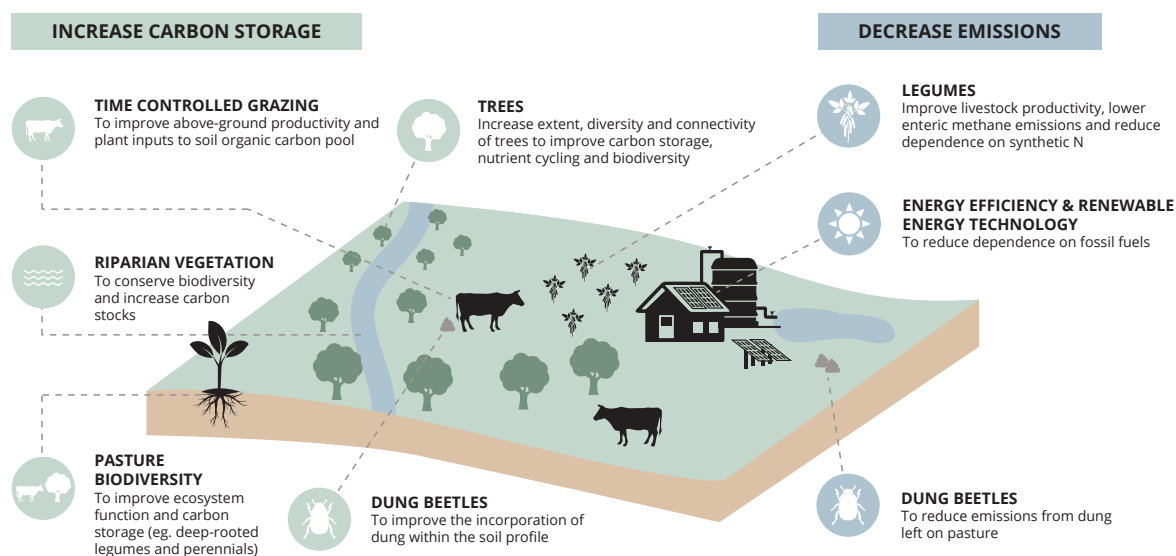 INCREASE CARBON STORAGE
DECREASE EMISSIONS
TIME CONTROLLED GRAZING
To improve above-ground productivity and
plant inputs to soil organic carbon pool
TREES
Increase extent, diversity and connectivity
of trees to improve carbon storage,
nutrient cycling and biodiversity
LEGUMES
Improve livestock productivity, lower
enteric methane emissions and reduce
dependence on synthetic N
ENERGY EFFICIENCY & RENEWABLE
ENERGY TECHNOLOGY
To reduce dependence on fossil fuels
RIPARIAN VEGETATION
To conserve biodiversity
and increase carbon
stocks
PASTURE
BIODIVERSITY
To improve ecosystem
function and carbon
storage (eg. deep-rooted
legumes and perennials)
DUNG BEETLES
To improve the incorporation of
dung within the soil profile
DUNG BEETLES
To reduce emissions from dung
left on pasture